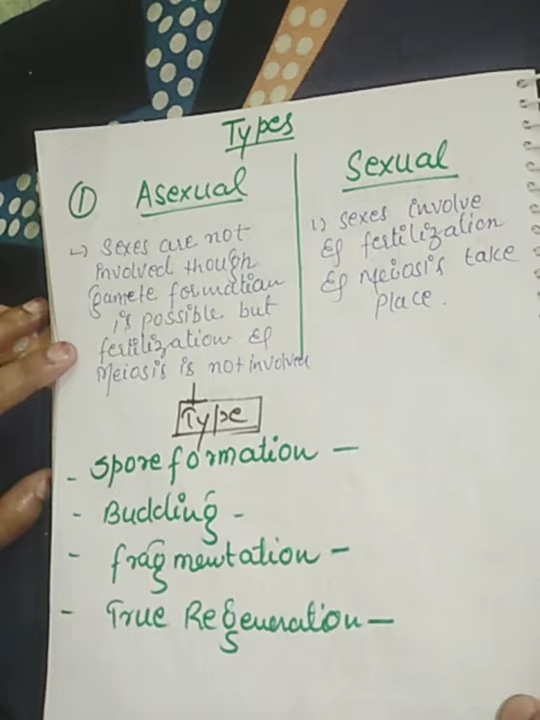 Types
① Asexual
↳ Sexes are not
involved though
gamete formation
is possible but
fertilization &
Meiosis is not involved
Sexual
1) Sexes involve
& fertilization
& Meiosis take
place.
Type
- Spore formation -
- Budding -
- fragmentation -
- True Regeneration -